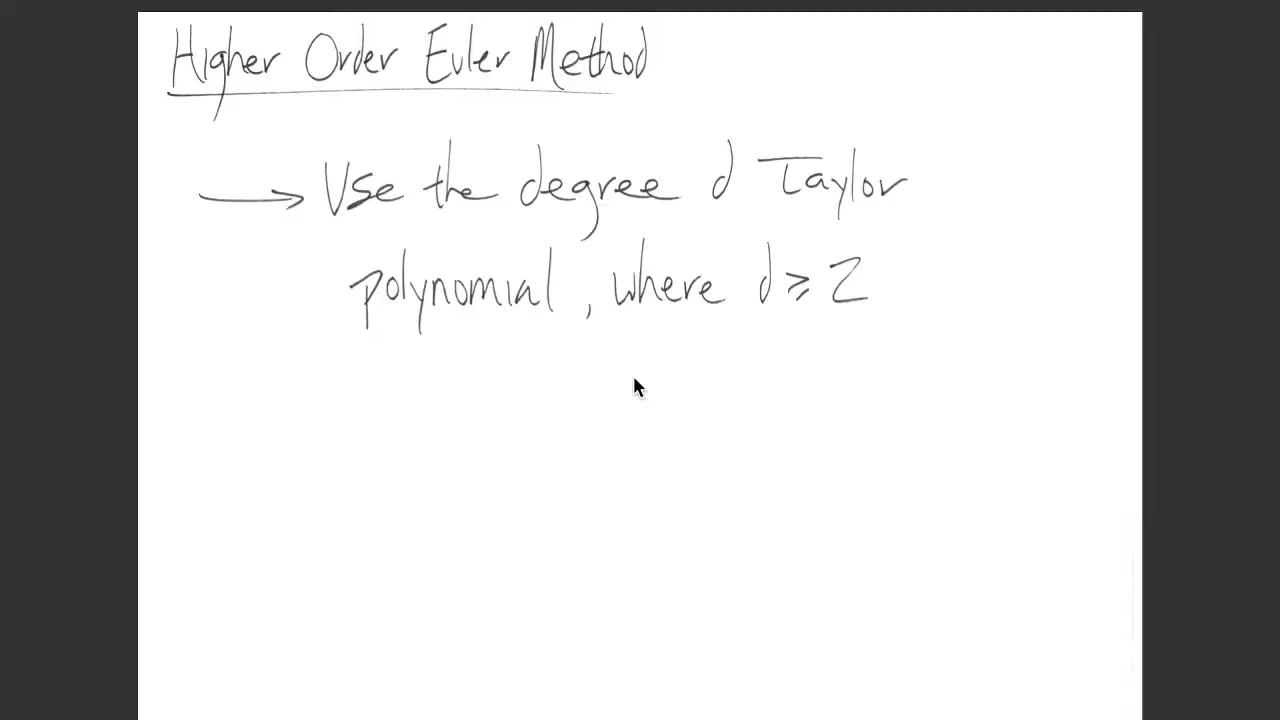 Higher Order Euler Method
→ Use the degree d Taylor
polynomial, where d ⩾ 2